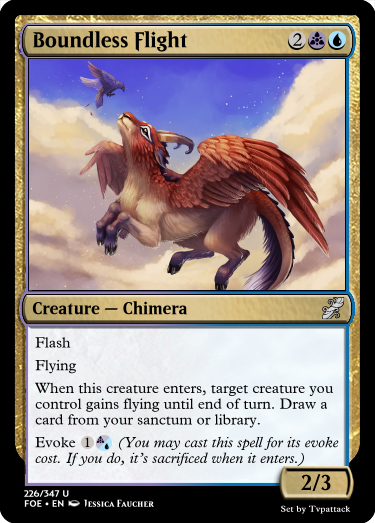 Boundless Flight 2
Creature — Chimera
Flash
Flying
When this creature enters, target creature you
control gains flying until end of turn. Draw a
card from your sanctum or library.
Evoke 1 (You may cast this spell for its evoke
cost. If you do, it's sacrificed when it enters.)
2/3
226/347 U
FOE • EN Jessica Faucher
Set by Tvpattack